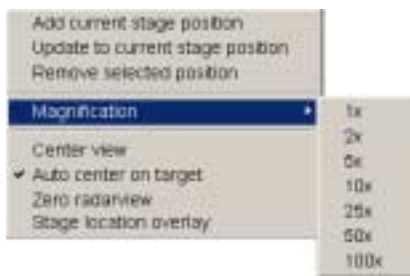 Add current stage position
Update to current stage position
Remove selected position
Magnification
Center view
Auto center on target
Zero radarview
Stage location overlay
1x
2x
5x
10x
25x
50x
100x